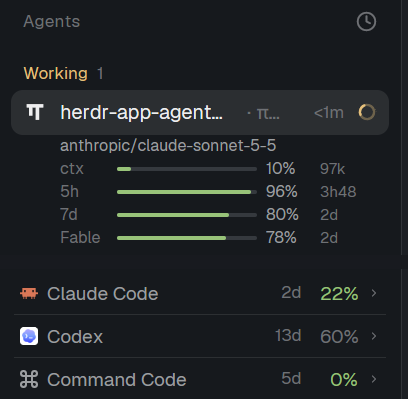 Agents
Working 1
herdr-app-agent... · π... <1m
anthropic/claude-sonnet-5-5
ctx 10% 97k
5h 96% 3h48
7d 80% 2d
Fable 78% 2d
Claude Code 2d 22% >
Codex 13d 60% >
Command Code 5d 0% >